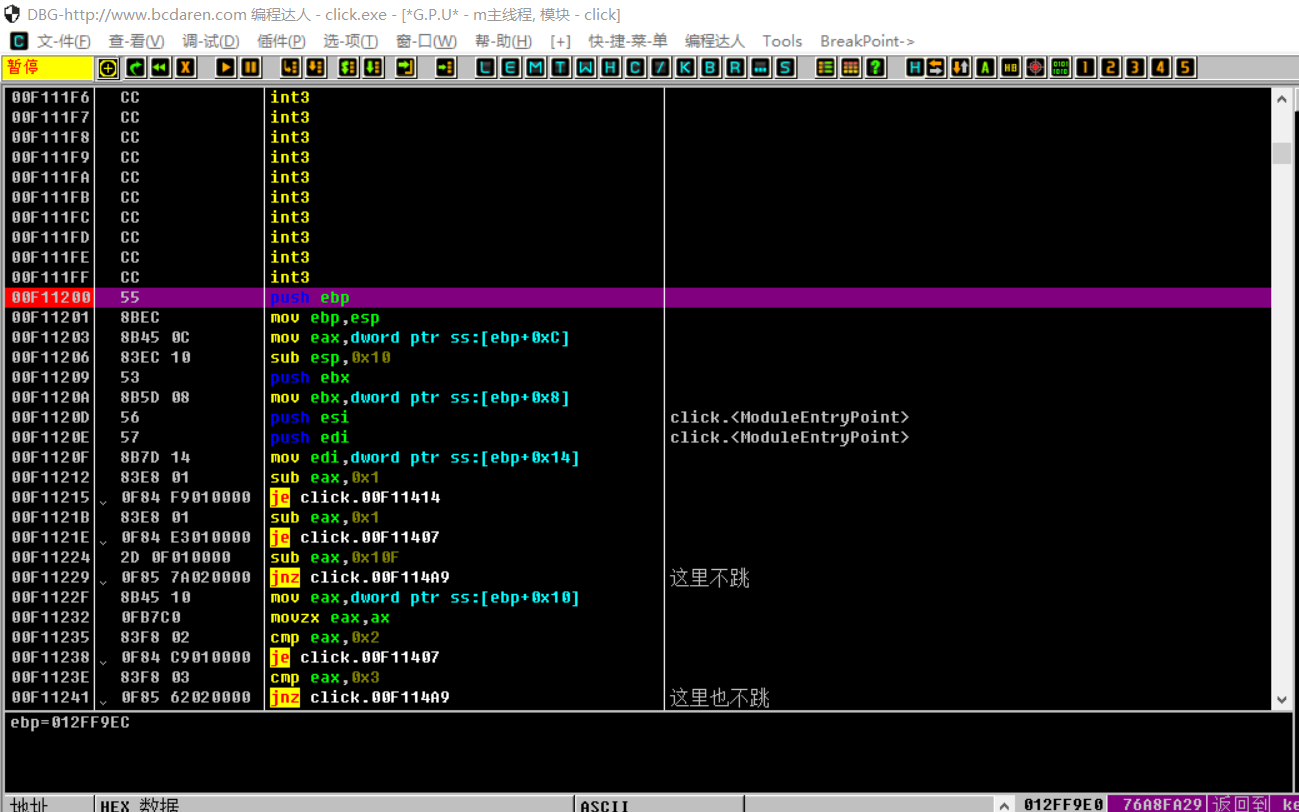 DBG-http://www.bcdaren.com 编程达人 - click.exe - [*G.P.U* - m主线程, 模块 - click]
C 文-件(F) 查-看(V) 调-试(D) 插件(P) 选-项(T) 窗-口(W) 帮-助(H) [+] 快-捷-菜-单 编程达人 Tools BreakPoint->
暂停 L E M T W H C / K B R ... S ? H A HB 0101 1010 1 2 3 4 5
00F111F6 CC int3
00F111F7 CC int3
00F111F8 CC int3
00F111F9 CC int3
00F111FA CC int3
00F111FB CC int3
00F111FC CC int3
00F111FD CC int3
00F111FE CC int3
00F111FF CC int3
00F11200 55 push ebp
00F11201 8BEC mov ebp,esp
00F11203 8B45 0C mov eax,dword ptr ss:[ebp+0xC]
00F11206 83EC 10 sub esp,0x10
00F11209 53 push ebx
00F1120A 8B5D 08 mov ebx,dword ptr ss:[ebp+0x8]
00F1120D 56 push esi click.<ModuleEntryPoint>
00F1120E 57 push edi click.<ModuleEntryPoint>
00F1120F 8B7D 14 mov edi,dword ptr ss:[ebp+0x14]
00F11212 83E8 01 sub eax,0x1
00F11215 0F84 F9010000 je click.00F11414
00F1121B 83E8 01 sub eax,0x1
00F1121E 0F84 E3010000 je click.00F11407
00F11224 2D 0F010000 sub eax,0x10F
00F11229 0F85 7A020000 jnz click.00F114A9 这里不跳
00F1122F 8B45 10 mov eax,dword ptr ss:[ebp+0x10]
00F11232 0FB7C0 movzx eax,ax
00F11235 83F8 02 cmp eax,0x2
00F11238 0F84 C9010000 je click.00F11407
00F1123E 83F8 03 cmp eax,0x3
00F11241 0F85 62020000 jnz click.00F114A9 这里也不跳
ebp=012FF9EC
地址 HEX 数据 ASCII 012FF9E0 76A8FA29 返回到 ke